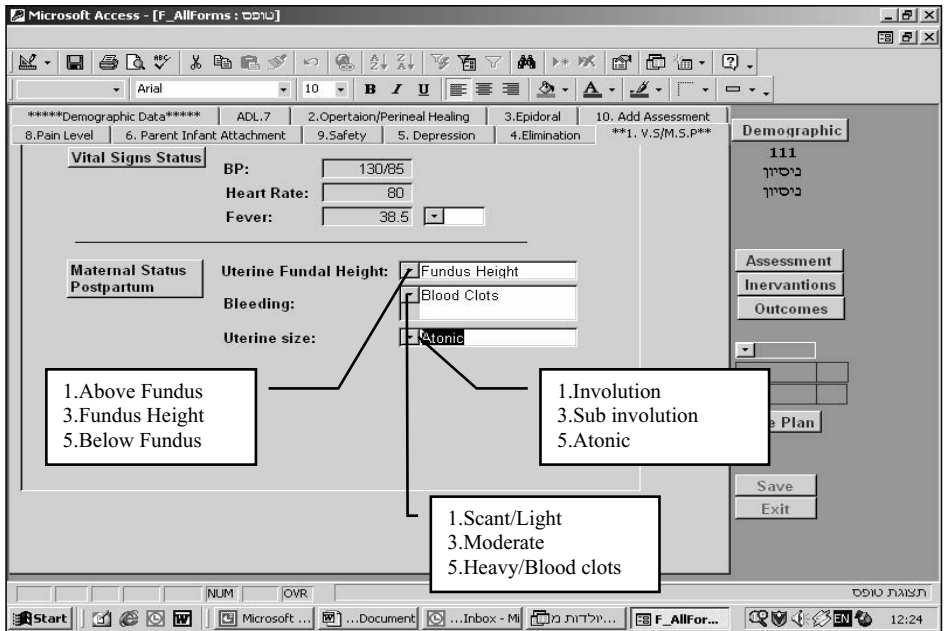 Microsoft Access - [F_AllForms : טופס]
Arial 10 B I U
*****Demographic Data***** ADL.7 2.Opertaion/Perineal Healing 3.Epidoral 10. Add Assessment
8.Pain Level 6. Parent Infant Attachment 9.Safety 5. Depression 4.Elimination **1. V.S/M.S.P**
Demographic
111
ניסיון
ניסיון
Vital Signs Status
BP: 130/85
Heart Rate: 80
Fever: 38.5
Maternal Status
Postpartum
Uterine Fundal Height: Fundus Height
Bleeding: Blood Clots
Uterine size: Atonic
Assessment
Inervantions
Outcomes
1.Above Fundus
3.Fundus Height
5.Below Fundus
1.Involution
3.Sub involution
5.Atonic
1.Scant/Light
3.Moderate
5.Heavy/Blood clots
Plan
Save
Exit
NUM OVR תצוגת טופס
Start Microsoft ... ...Document ...Inbox - Mi יולדות מ... F_AllFor... EN 12:24